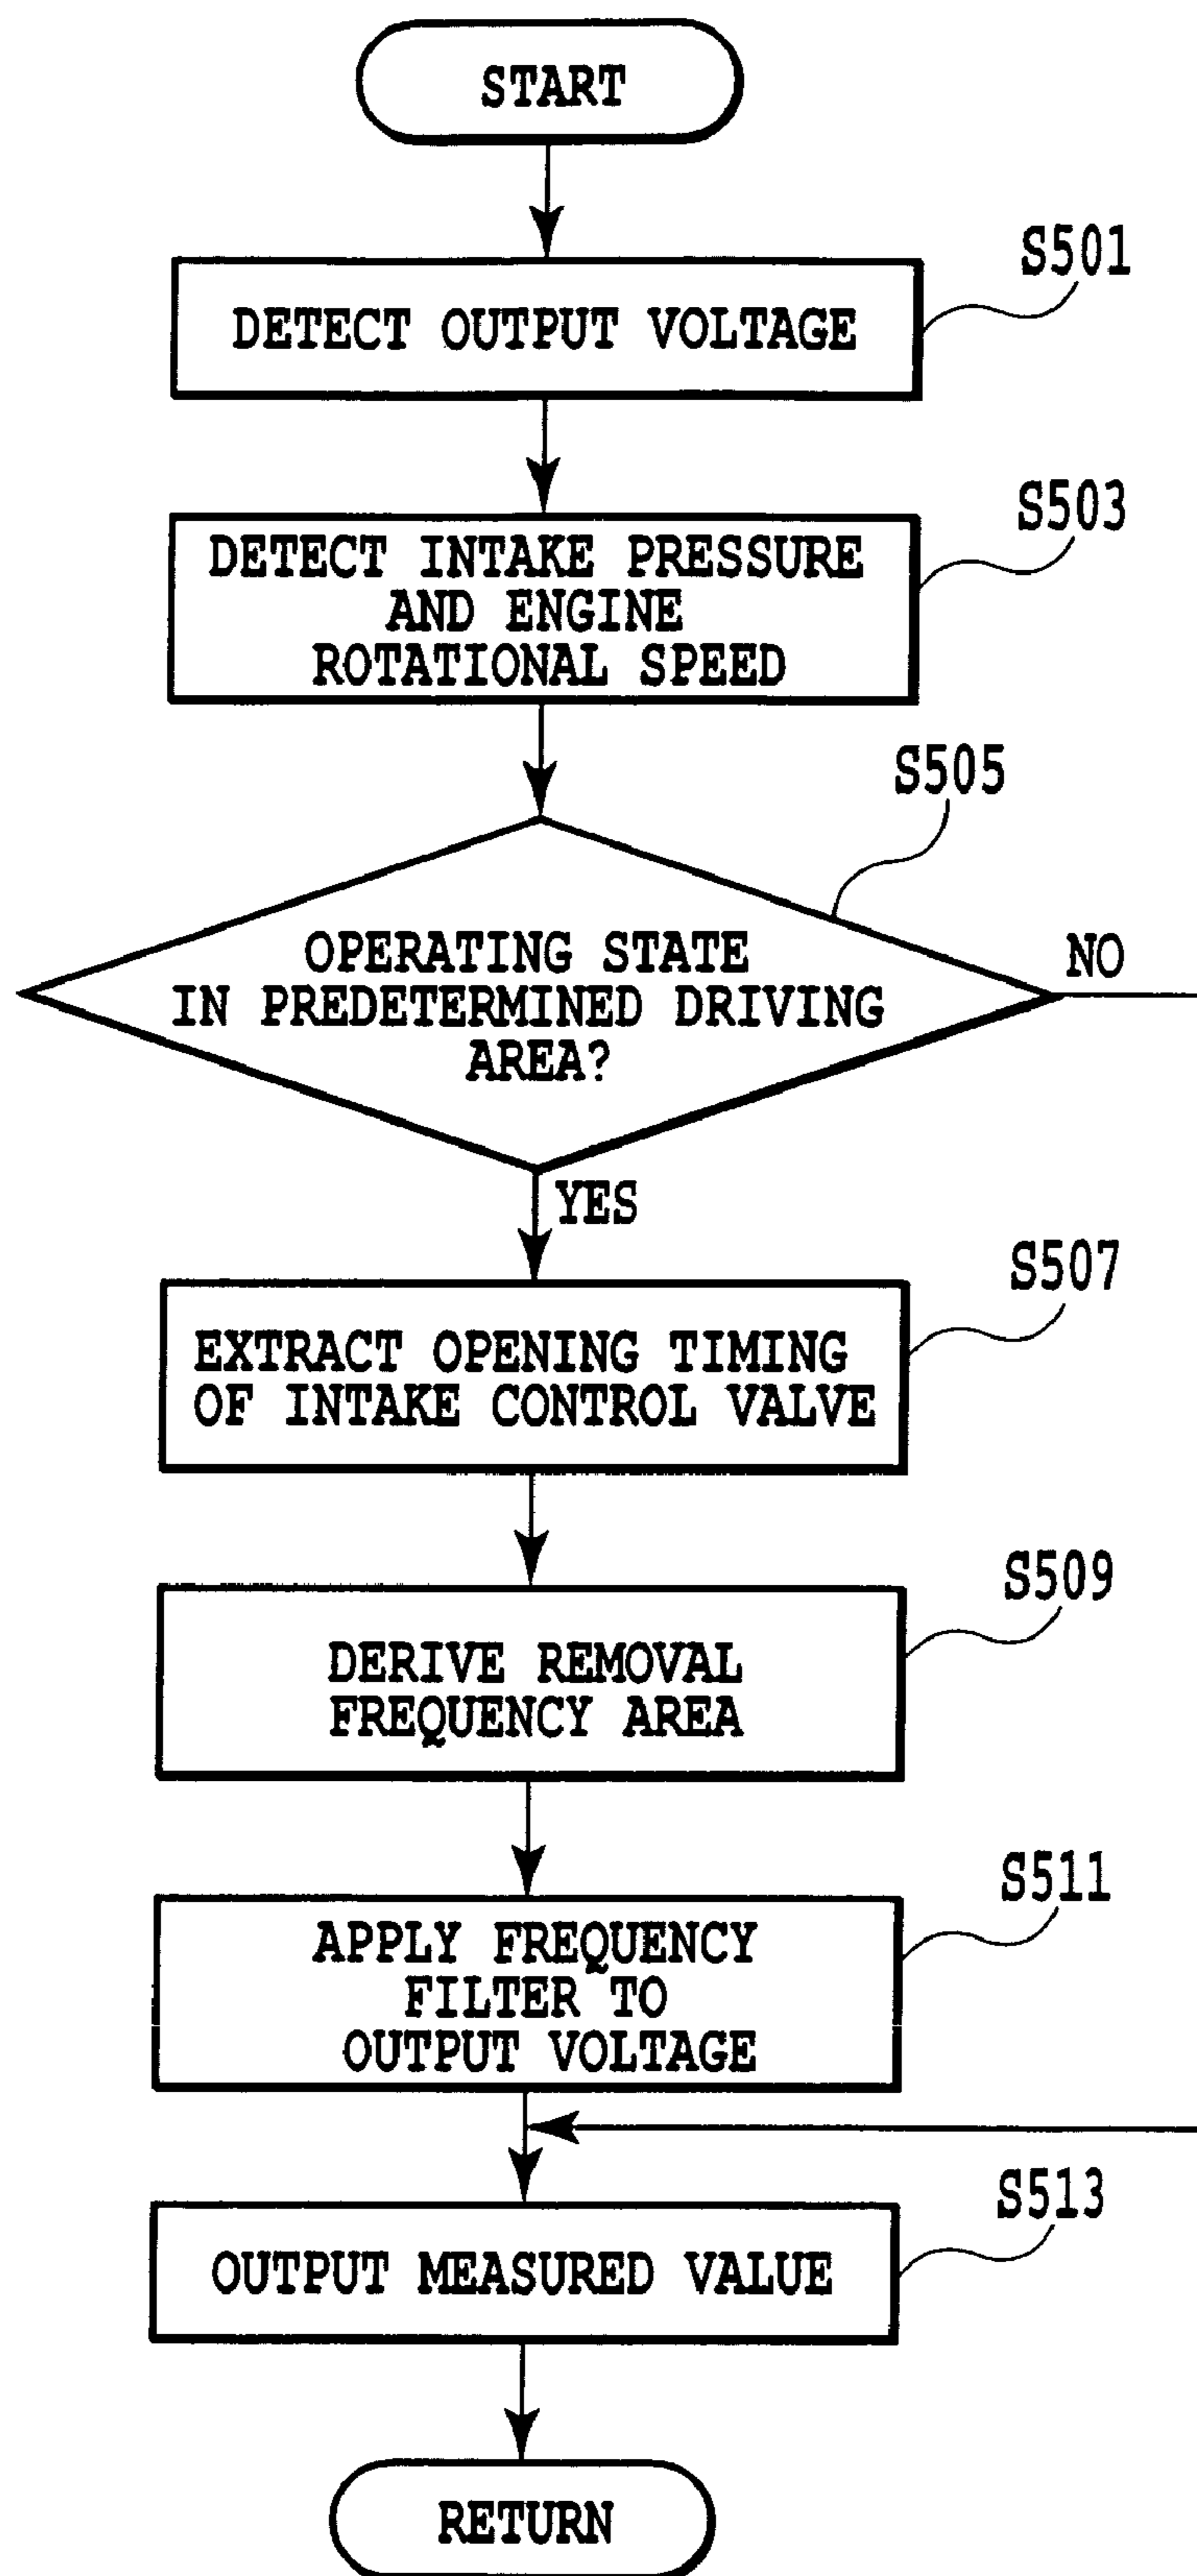 START
S501
DETECT OUTPUT VOLTAGE
S503
DETECT INTAKE PRESSURE
AND ENGINE
ROTATIONAL SPEED
S505
OPERATING STATE
IN PREDETERMINED DRIVING
AREA?
NO
YES
S507
EXTRACT OPENING TIMING
OF INTAKE CONTROL VALVE
S509
DERIVE REMOVAL
FREQUENCY AREA
S511
APPLY FREQUENCY
FILTER TO
OUTPUT VOLTAGE
S513
OUTPUT MEASURED VALUE
RETURN